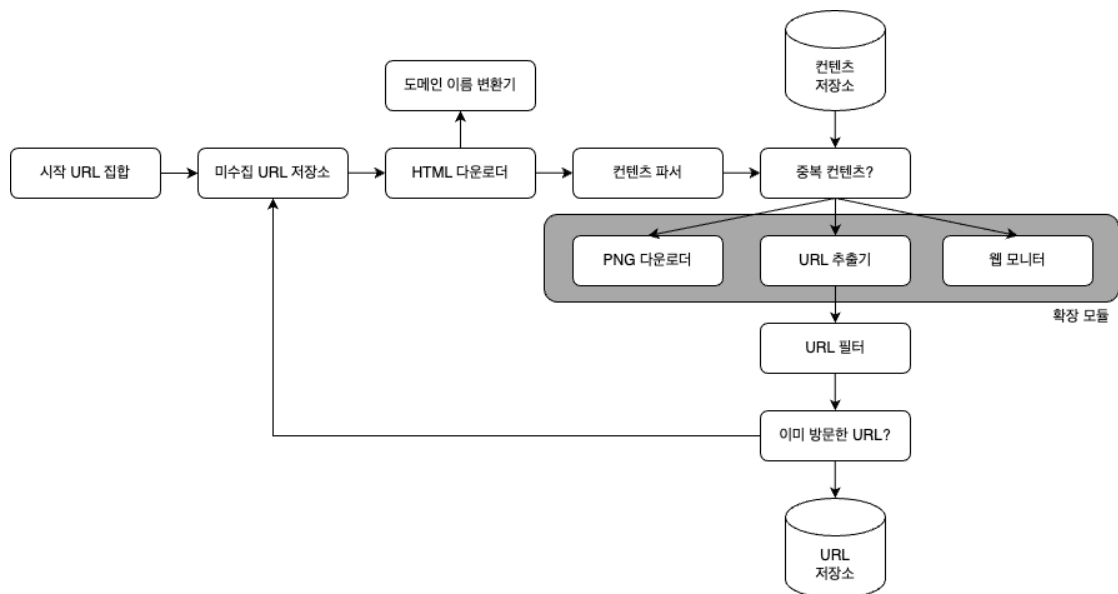 컨텐츠
저장소
도메인 이름 변환기
시작 URL 집합
미수집 URL 저장소
HTML 다운로더
컨텐츠 파서
중복 컨텐츠?
PNG 다운로더
URL 추출기
웹 모니터
확장 모듈
URL 필터
이미 방문한 URL?
URL
저장소